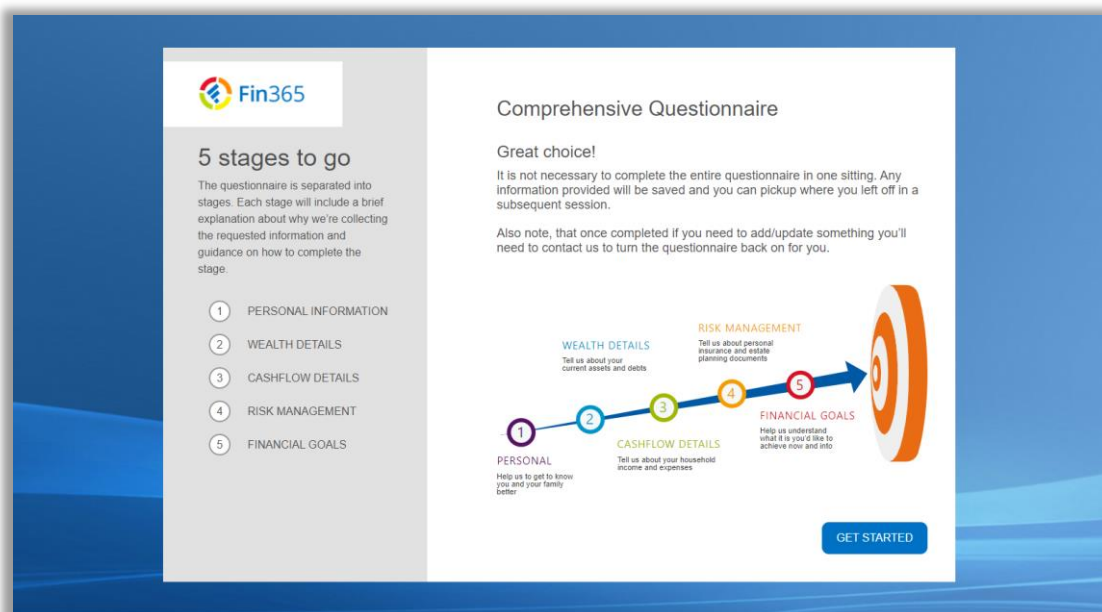 Fin365
5 stages to go
The questionnaire is separated into
stages. Each stage will include a brief
explanation about why we're collecting
the requested information and
guidance on how to complete the
stage.
1 PERSONAL INFORMATION
2 WEALTH DETAILS
3 CASHFLOW DETAILS
4 RISK MANAGEMENT
5 FINANCIAL GOALS
Comprehensive Questionnaire
Great choice!
It is not necessary to complete the entire questionnaire in one sitting. Any
information provided will be saved and you can pickup where you left off in a
subsequent session.
Also note, that once completed if you need to add/update something you'll
need to contact us to turn the questionnaire back on for you.
1
PERSONAL
Help us to get to know
you and your family
better
WEALTH DETAILS
Tell us about your
current assets and debts
2
3
CASHFLOW DETAILS
Tell us about your household
income and expenses
RISK MANAGEMENT
Tell us about personal
insurance and estate
planning documents
4
5
FINANCIAL GOALS
Help us understand
what it is you'd like to
achieve now and info
GET STARTED